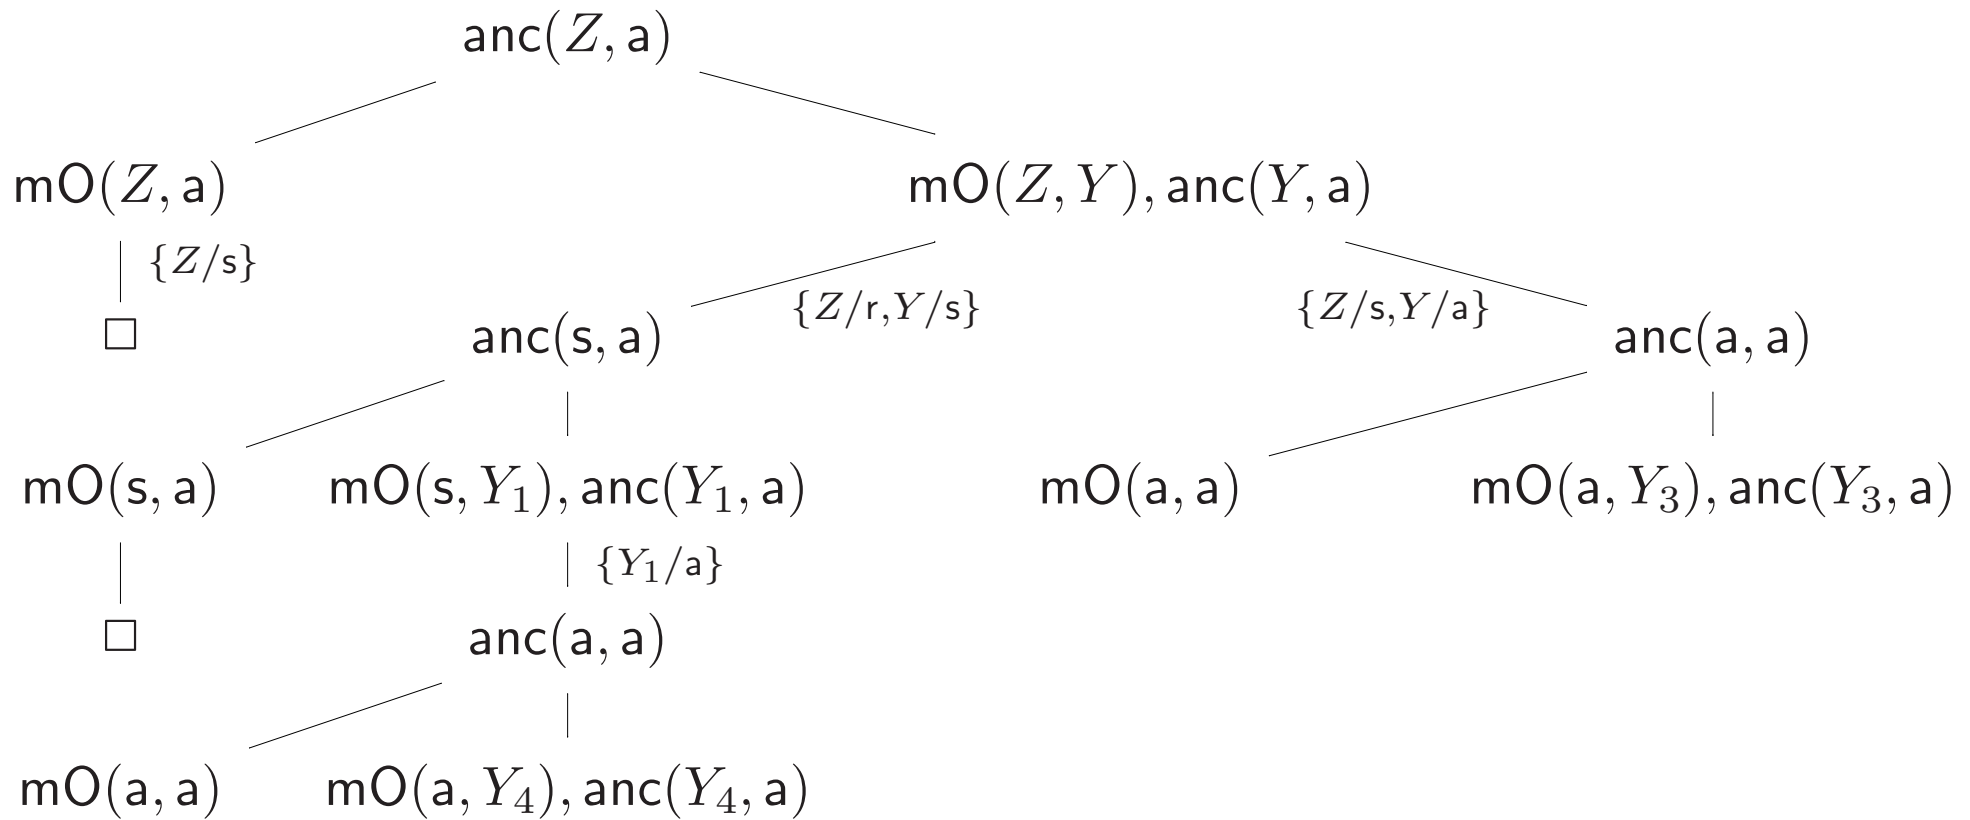 anc(Z, a)
mO(Z, a)
mO(Z, Y), anc(Y, a)
{Z/s}
{Z/r,Y/s}
{Z/s,Y/a}
□
anc(s, a)
anc(a, a)
mO(s, a)
mO(s, Y₁), anc(Y₁, a)
mO(a, a)
mO(a, Y₃), anc(Y₃, a)
{Y₁/a}
□
anc(a, a)
mO(a, a)
mO(a, Y₄), anc(Y₄, a)